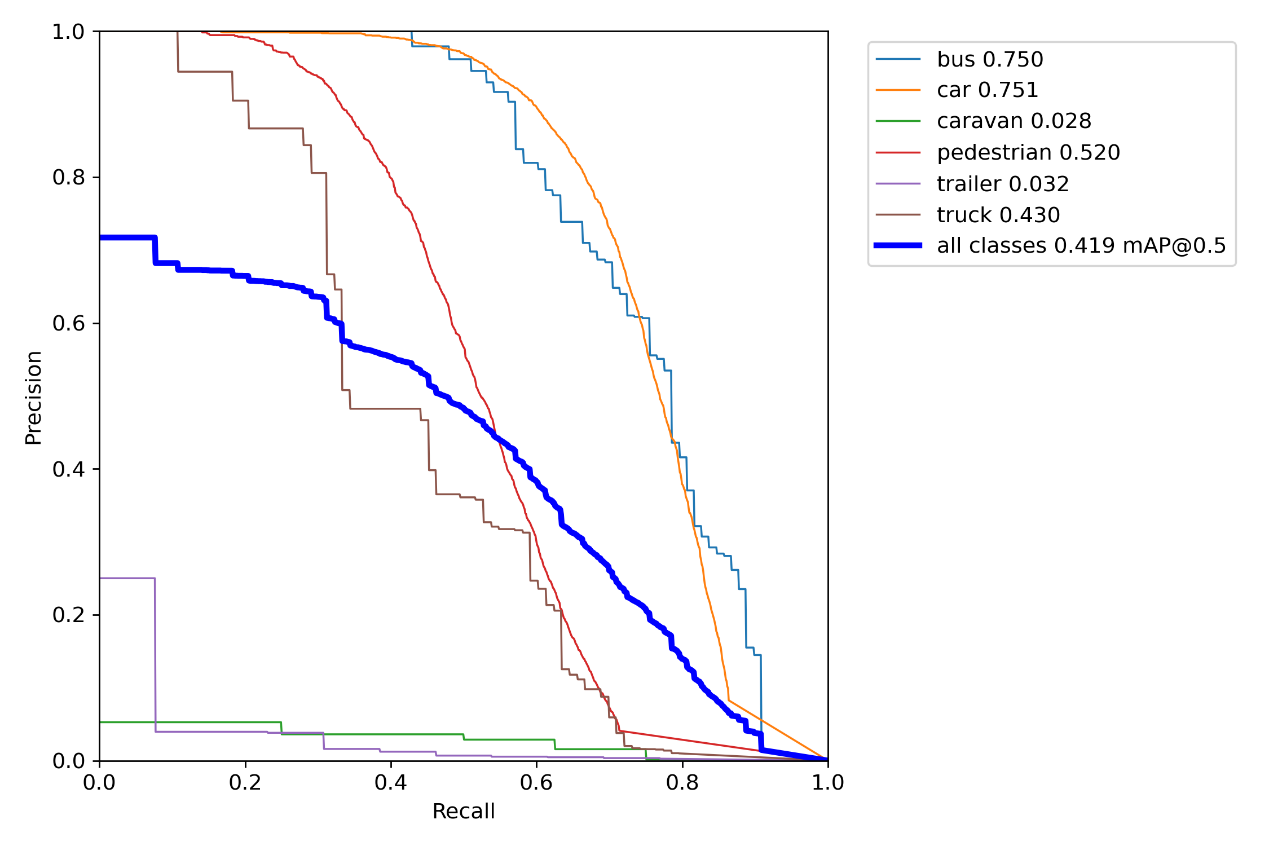 1.0
0.8
0.6
0.4
0.2
0.0
Precision
0.0 0.2 0.4 0.6 0.8 1.0
Recall
bus 0.750
car 0.751
caravan 0.028
pedestrian 0.520
trailer 0.032
truck 0.430
all classes 0.419 mAP@0.5